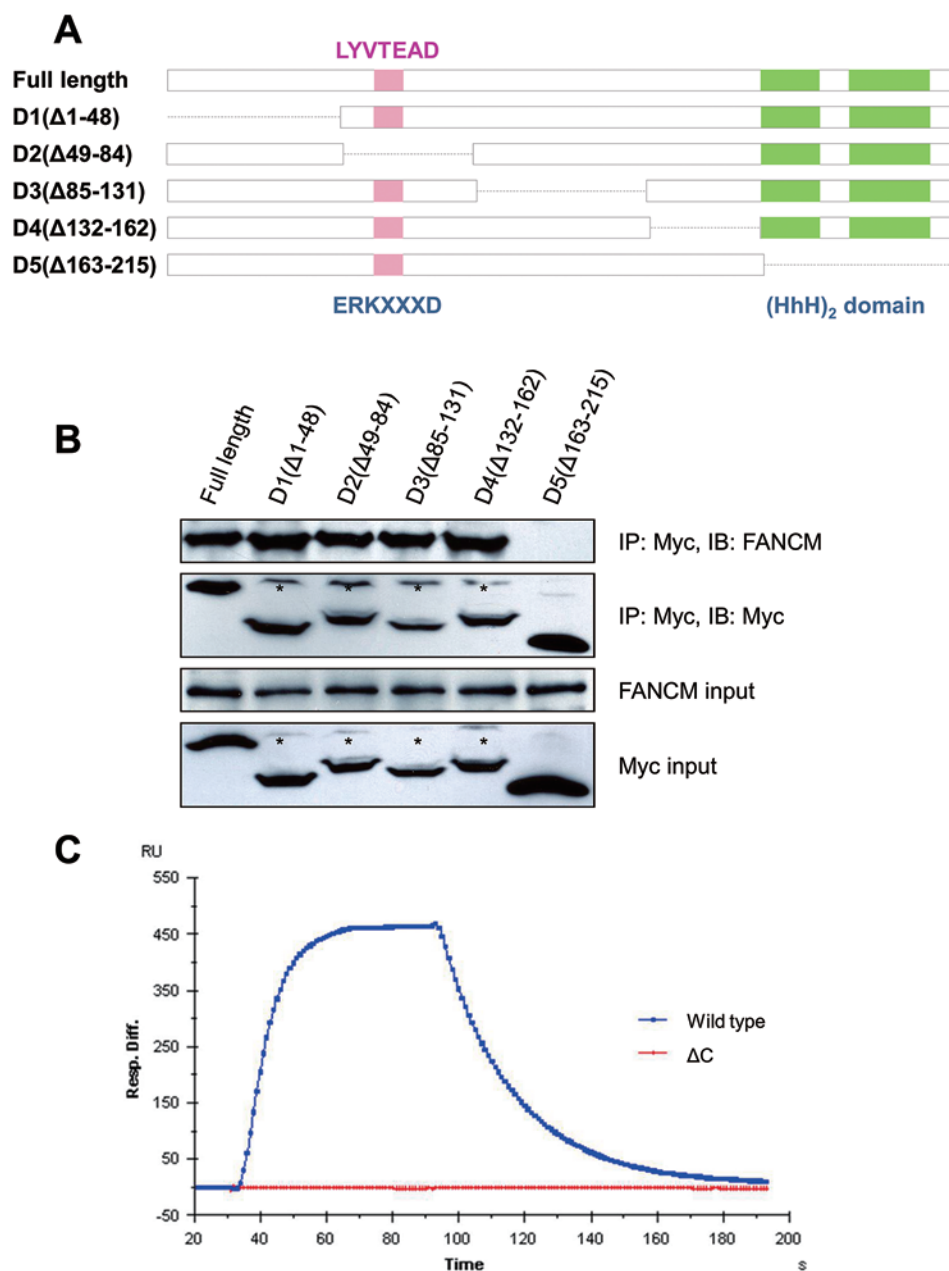 A
LYVTEAD
Full length
D1(Δ1-48)
D2(Δ49-84)
D3(Δ85-131)
D4(Δ132-162)
D5(Δ163-215)
ERKXXXD
(HhH)₂ domain
B
Full length
D1(Δ1-48)
D2(Δ49-84)
D3(Δ85-131)
D4(Δ132-162)
D5(Δ163-215)
IP: Myc, IB: FANCM
* * * *
IP: Myc, IB: Myc
FANCM input
* * * *
Myc input
C
RU
550
450
350
250
150
50
-50
Resp. Diff.
Wild type
ΔC
20 40 60 80 100 120 140 160 180 200
Time
s